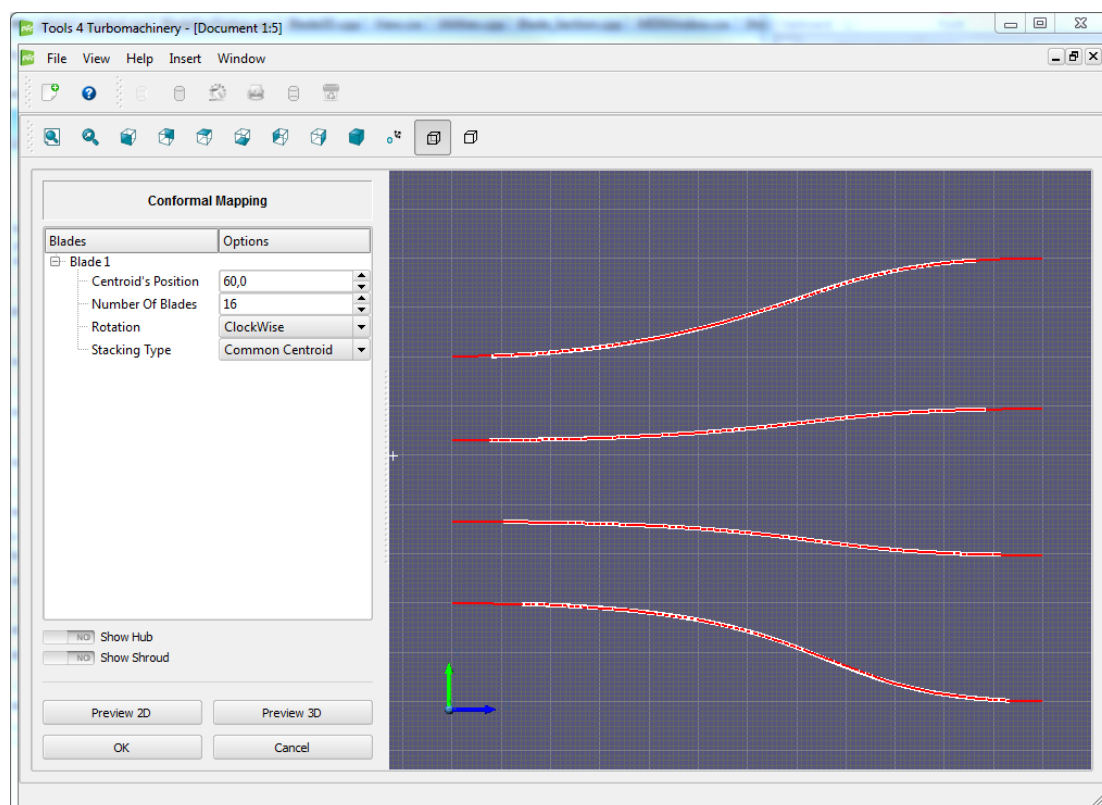 Tools 4 Turbomachinery - [Document 1:5]
File View Help Insert Window
Conformal Mapping
Blades Options
Blade 1
Centroid's Position 60,0
Number Of Blades 16
Rotation ClockWise
Stacking Type Common Centroid
NO Show Hub
NO Show Shroud
Preview 2D Preview 3D
OK Cancel